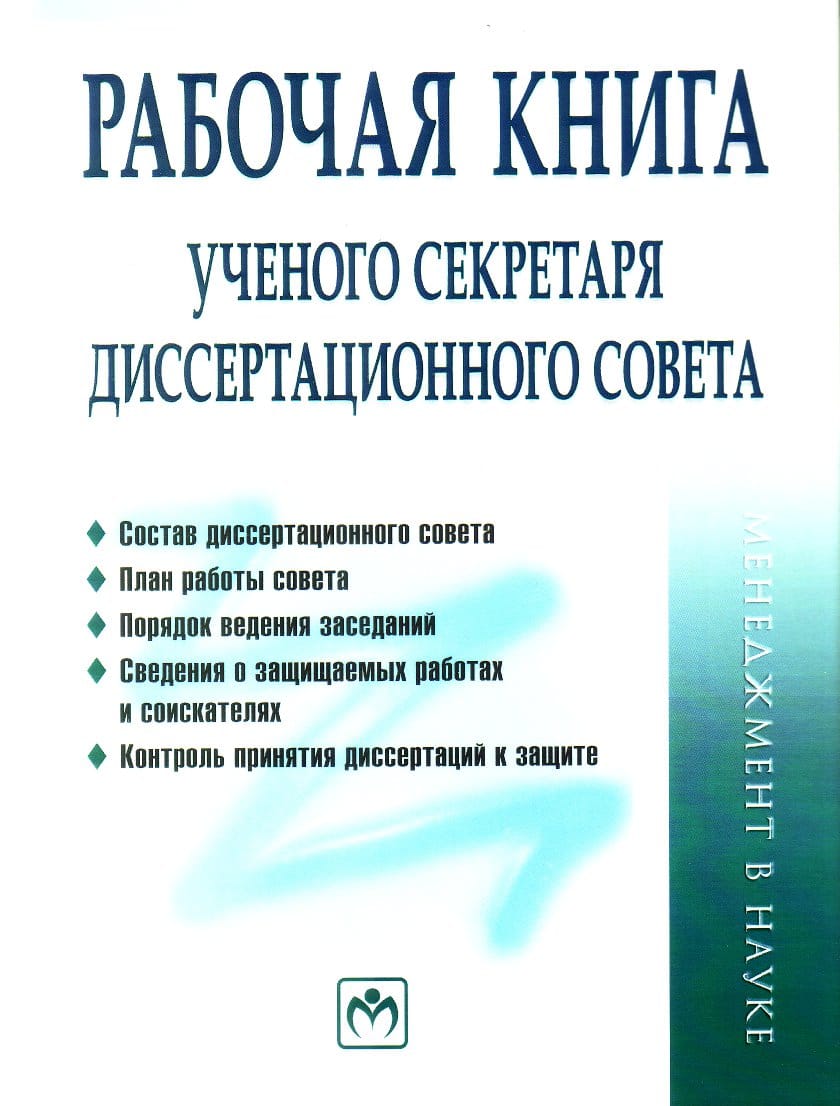 РАБОЧАЯ КНИГА
УЧЕНОГО СЕКРЕТАРЯ
ДИССЕРТАЦИОННОГО СОВЕТА
Состав диссертационного совета
План работы совета
Порядок ведения заседаний
Сведения о защищаемых работах
и соискателях
Контроль принятия диссертаций к защите
МЕНЕДЖМЕНТ В НАУКЕ